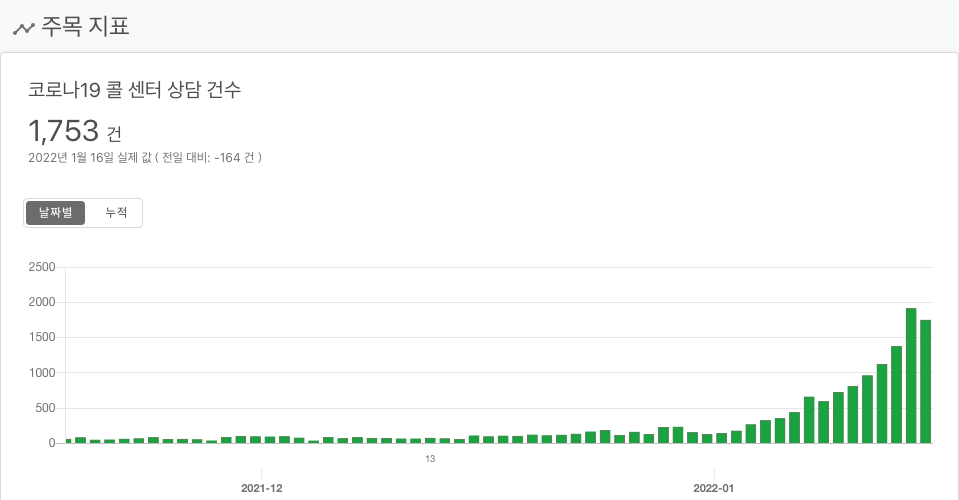 주목 지표
코로나19 콜 센터 상담 건수
1,753 건
2022년 1월 16일 실제 값 ( 전일 대비: -164 건 )
날짜별 누적
2500
2000
1500
1000
500
0
13
2021-12 2022-01